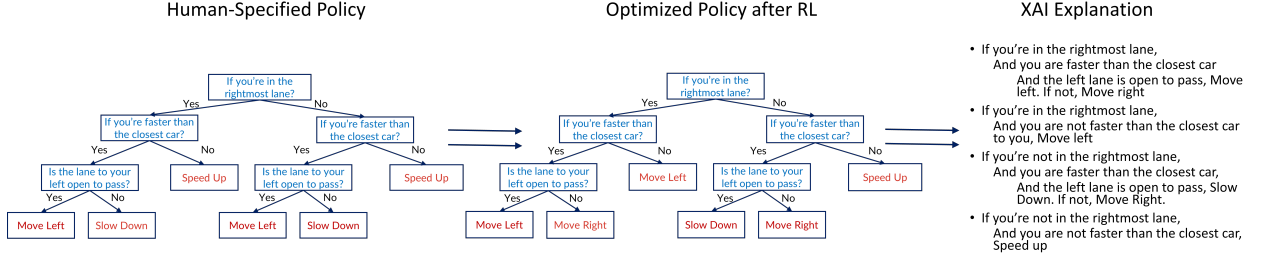 Human-Specified Policy
If you're in the
rightmost lane?
Yes
No
If you're faster than
the closest car?
If you're faster than
the closest car?
Yes
No
Yes
No
Is the lane to your
left open to pass?
Speed Up
Is the lane to your
left open to pass?
Speed Up
Yes
No
Yes
No
Move Left
Slow Down
Move Left
Slow Down
Optimized Policy after RL
If you're in the
rightmost lane?
Yes
No
If you're faster than
the closest car?
If you're faster than
the closest car?
Yes
No
Yes
No
Is the lane to your
left open to pass?
Move Left
Is the lane to your
left open to pass?
Speed Up
Yes
No
Yes
No
Move Left
Move Right
Slow Down
Move Right
XAI Explanation
• If you're in the rightmost lane,
And you are faster than the closest car
And the left lane is open to pass, Move
left. If not, Move right
• If you're in the rightmost lane,
And you are not faster than the closest car
to you, Move left
• If you're not in the rightmost lane,
And you are faster than the closest car,
And the left lane is open to pass, Slow
Down. If not, Move Right.
• If you're not in the rightmost lane,
And you are not faster than the closest car,
Speed up